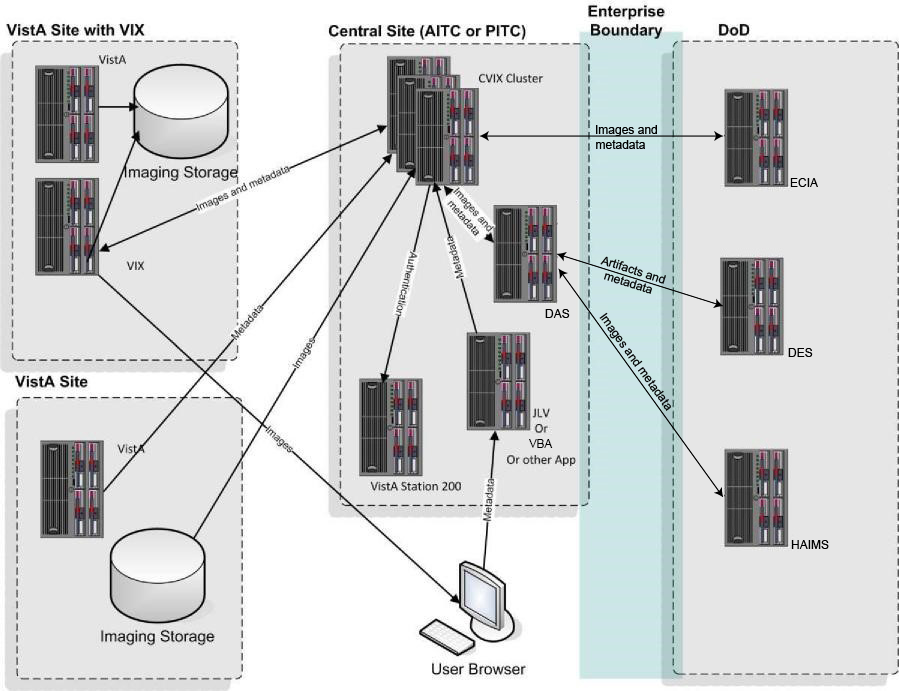 Enterprise
Boundary
VistA Site with VIX
Central Site (AITC or PITC)
DoD
VistA
Imaging Storage
VIX
CVIX Cluster
Images and
metadata
ECIA
Images and metadata
Images and
metadata
Authentication
Metadata
DAS
Artifacts and
metadata
DES
Images and metadata
Metadata
Images
VistA Site
VistA
Images
JLV
Or
VBA
Or other App
VistA Station 200
Metadata
HAIMS
Imaging Storage
User Browser